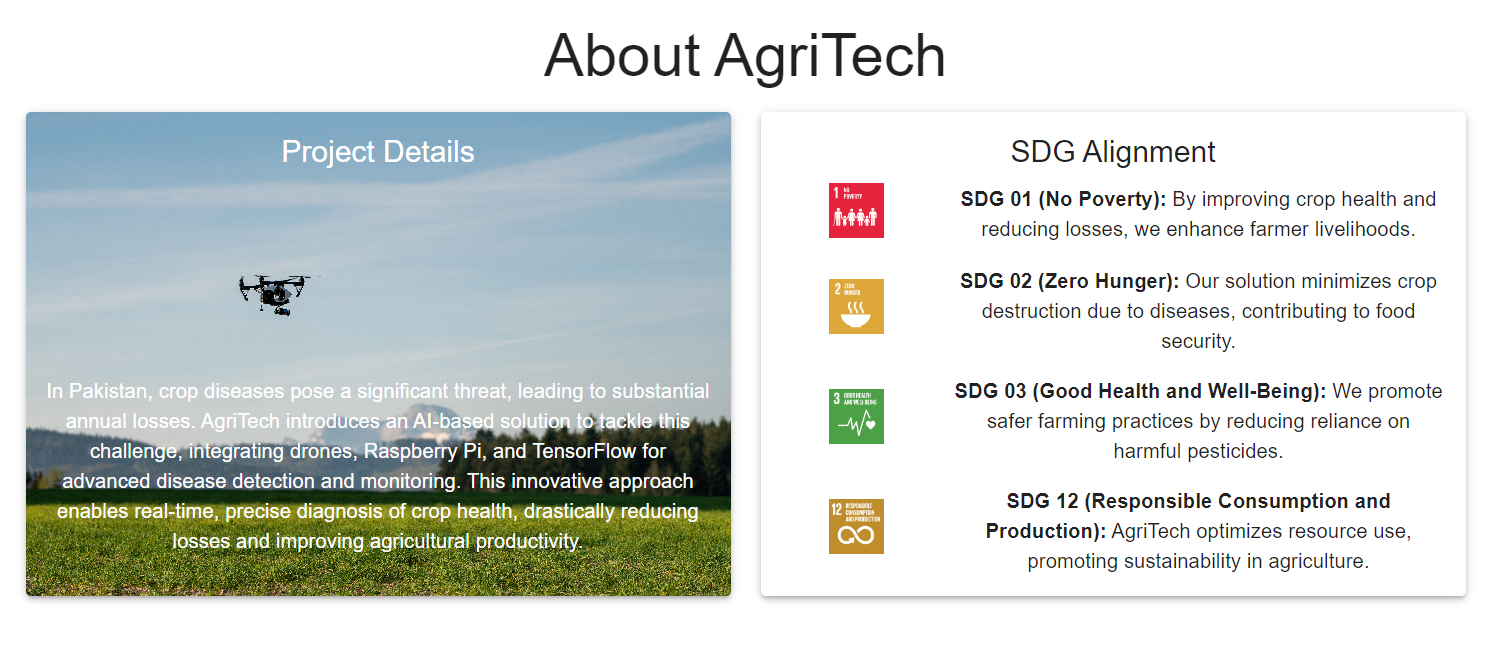 About AgriTech
Project Details
In Pakistan, crop diseases pose a significant threat, leading to substantial
annual losses. AgriTech introduces an AI-based solution to tackle this
challenge, integrating drones, Raspberry Pi, and TensorFlow for
advanced disease detection and monitoring. This innovative approach
enables real-time, precise diagnosis of crop health, drastically reducing
losses and improving agricultural productivity.
SDG Alignment
1 NO
POVERTY
SDG 01 (No Poverty): By improving crop health and
reducing losses, we enhance farmer livelihoods.
2 ZERO
HUNGER
SDG 02 (Zero Hunger): Our solution minimizes crop
destruction due to diseases, contributing to food
security.
3 GOOD HEALTH
AND WELL-BEING
SDG 03 (Good Health and Well-Being): We promote
safer farming practices by reducing reliance on
harmful pesticides.
12 RESPONSIBLE
CONSUMPTION
AND PRODUCTION
SDG 12 (Responsible Consumption and
Production): AgriTech optimizes resource use,
promoting sustainability in agriculture.